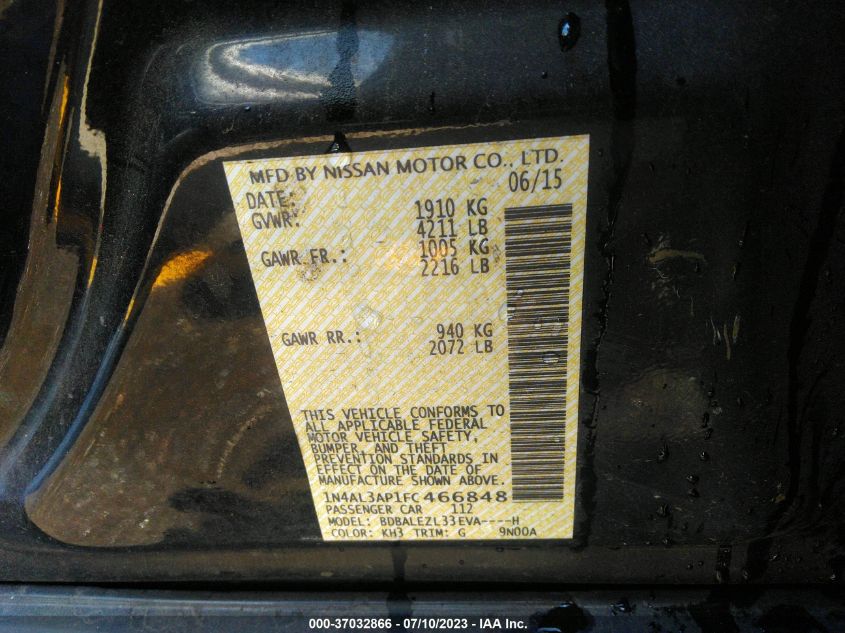 MFD BY NISSAN MOTOR CO., LTD.
DATE: 06/15
GVWR: 1910 KG
4211 LB
GAWR FR.: 1005 KG
2216 LB
GAWR RR.: 940 KG
2072 LB
THIS VEHICLE CONFORMS TO
ALL APPLICABLE FEDERAL
MOTOR VEHICLE SAFETY,
BUMPER, AND THEFT
PREVENTION STANDARDS IN
EFFECT ON THE DATE OF
MANUFACTURE SHOWN
ABOVE.
1N4AL3AP1FC466848
PASSENGER CAR 112
MODEL: BDBALEZL33EVA----H
COLOR: KH3 TRIM: G 9N00A
000-37032866 - 07/10/2023 - IAA Inc.